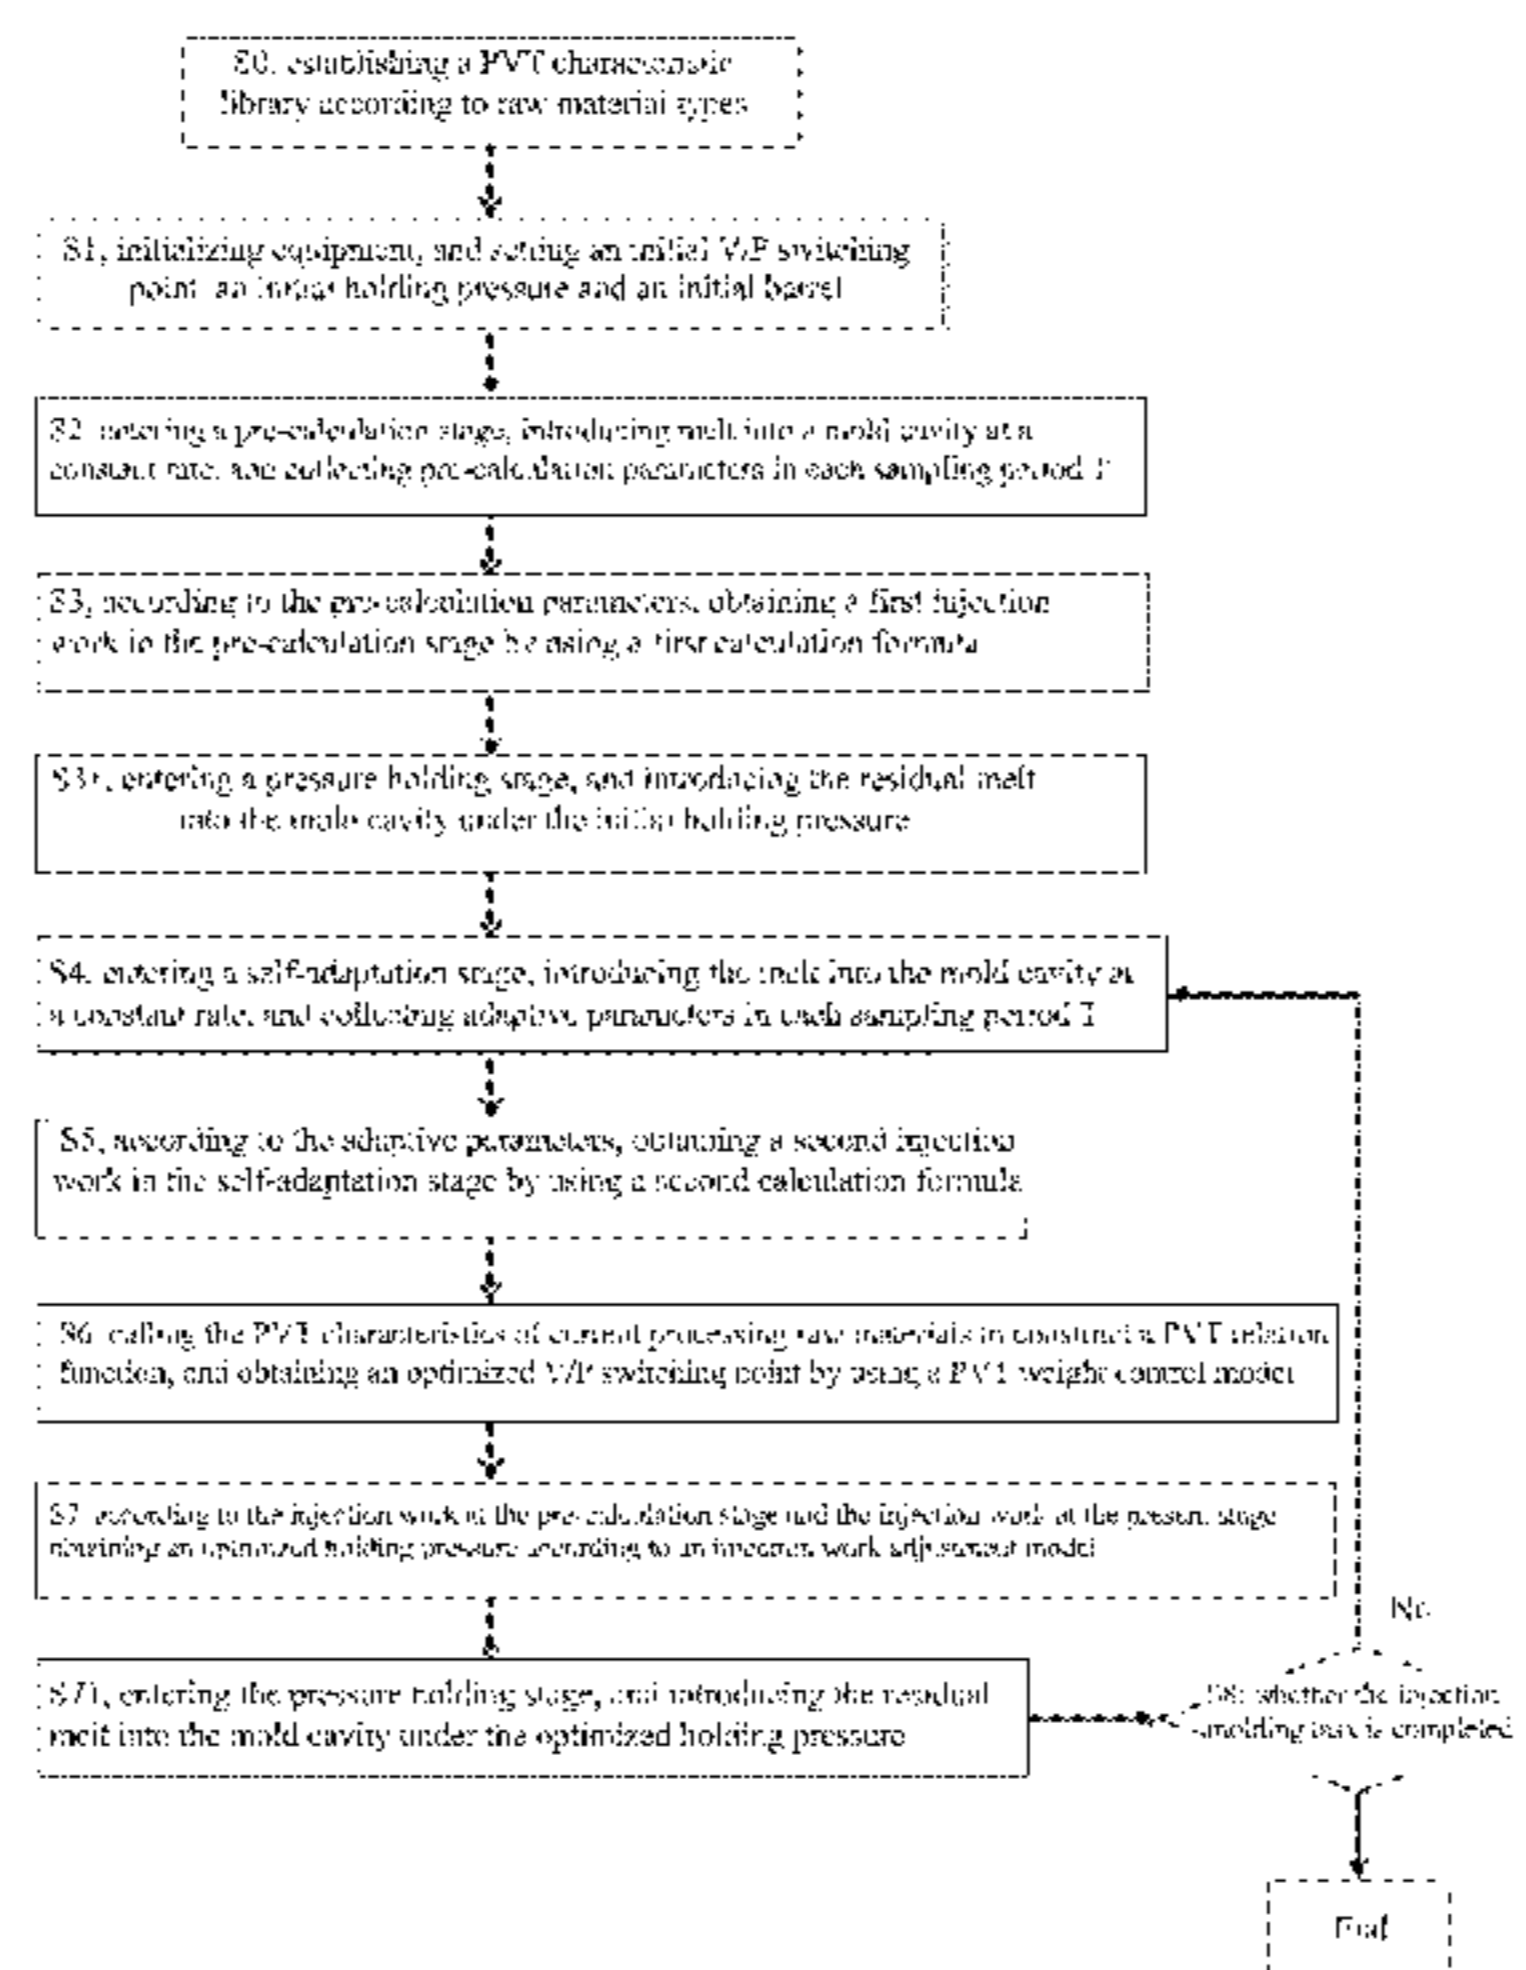 S0, establishing a PVT characteristic
library according to raw material types
S1, initializing equipment, and setting an initial V/P switching
point, an initial holding pressure and an initial barrel
S2, entering a pre-calculation stage, introducing melt into a mold cavity at a
constant rate, and collecting pre-calculation parameters in each sampling period T
S3, according to the pre-calculation parameters, obtaining a first injection
work in the pre-calculation stage by using a first calculation formula
entering a pressure holding stage, and introducing the residual melt
into the mold cavity under the initial holding pressure
S4, entering a self-adaptation stage, introducing the melt into the mold cavity at
a constant rate, and collecting adaptive parameters in each sampling period T
S5, according to the adaptive parameters, obtaining a second injection
work in the self-adaptation stage by using a second calculation formula
S6, calling the PVT characteristics of current processing raw materials to construct a PVT relation
function, and obtaining an optimized V/P switching point by using a PVT weight control model
S7, according to the injection work at the pre-calculation stage and the injection work at the present stage
obtaining an optimized holding pressure according to an injection work adjustment model
S71, entering the pressure holding stage, and introducing the residual
melt into the mold cavity under the optimized holding pressure
No
S8: whether the injection
molding task is completed
End